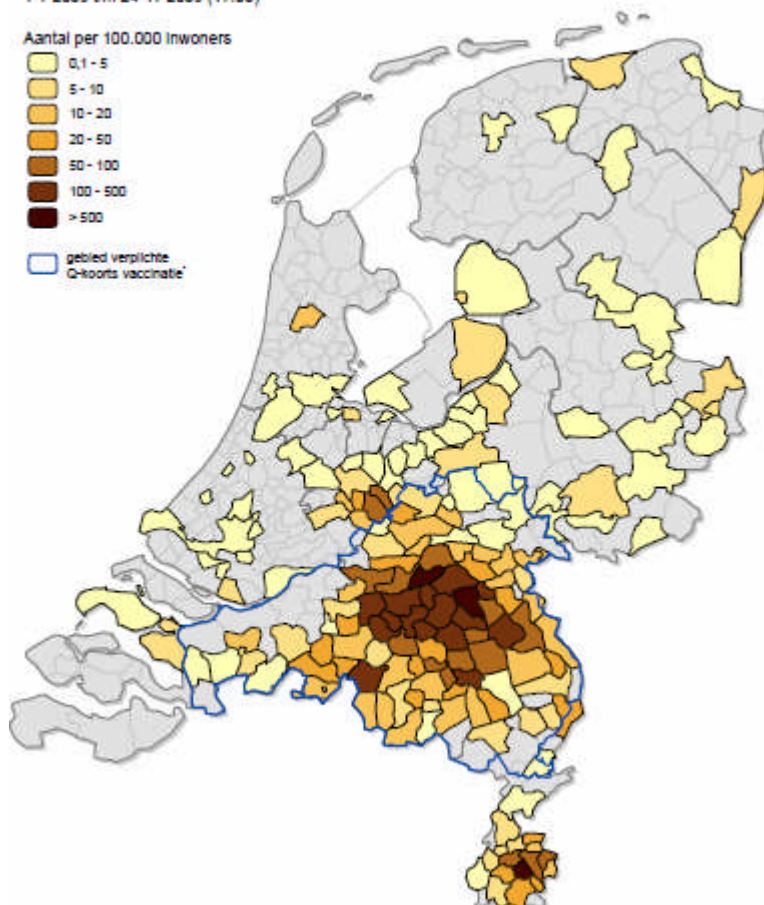 Aantal per 100.000 inwoners
0,1 - 5
5 - 10
10 - 20
20 - 50
50 - 100
100 - 500
> 500
gebied verplichte
Q-koorts vaccinatie*